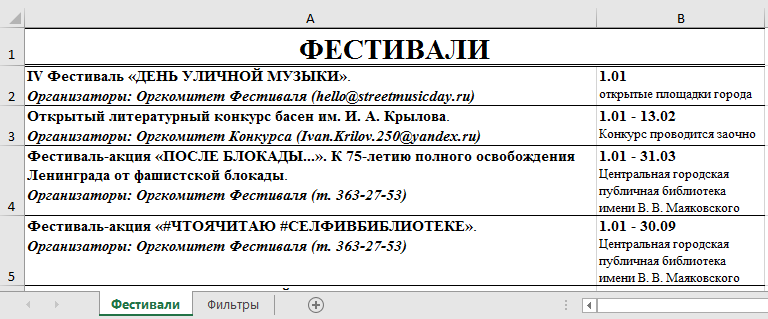 A B
1 ФЕСТИВАЛИ
2 IV Фестиваль «ДЕНЬ УЛИЧНОЙ МУЗЫКИ».
Организаторы: Оргкомитет Фестиваля (hello@streetmusicday.ru)
1.01
открытые площадки города
3 Открытый литературный конкурс басен им. И. А. Крылова.
Организаторы: Оргкомитет Конкурса (Ivan.Krilov.250@yandex.ru)
1.01 - 13.02
Конкурс проводится заочно
4 Фестиваль-акция «ПОСЛЕ БЛОКАДЫ...». К 75-летию полного освобождения
Ленинграда от фашистской блокады.
Организаторы: Оргкомитет Фестиваля (т. 363-27-53)
1.01 - 31.03
Центральная городская
публичная библиотека
имени В. В. Маяковского
5 Фестиваль-акция «#ЧТОЯЧИТАЮ #СЕЛФИВБИБЛИОТЕКЕ».
Организаторы: Оргкомитет Фестиваля (т. 363-27-53)
1.01 - 30.09
Центральная городская
публичная библиотека
имени В. В. Маяковского
Фестивали Фильтры